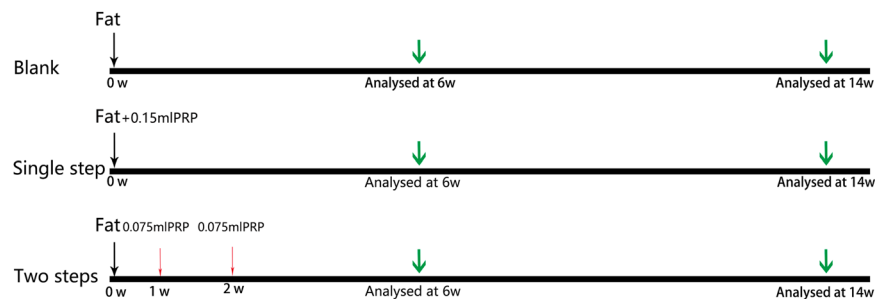 Fat
Blank
0 w
Analysed at 6w
Analysed at 14w
Fat+0.15mlPRP
Single step
0 w
Analysed at 6w
Analysed at 14w
Fat 0.075mlPRP 0.075mlPRP
Two steps
0 w
1 w
2 w
Analysed at 6w
Analysed at 14w